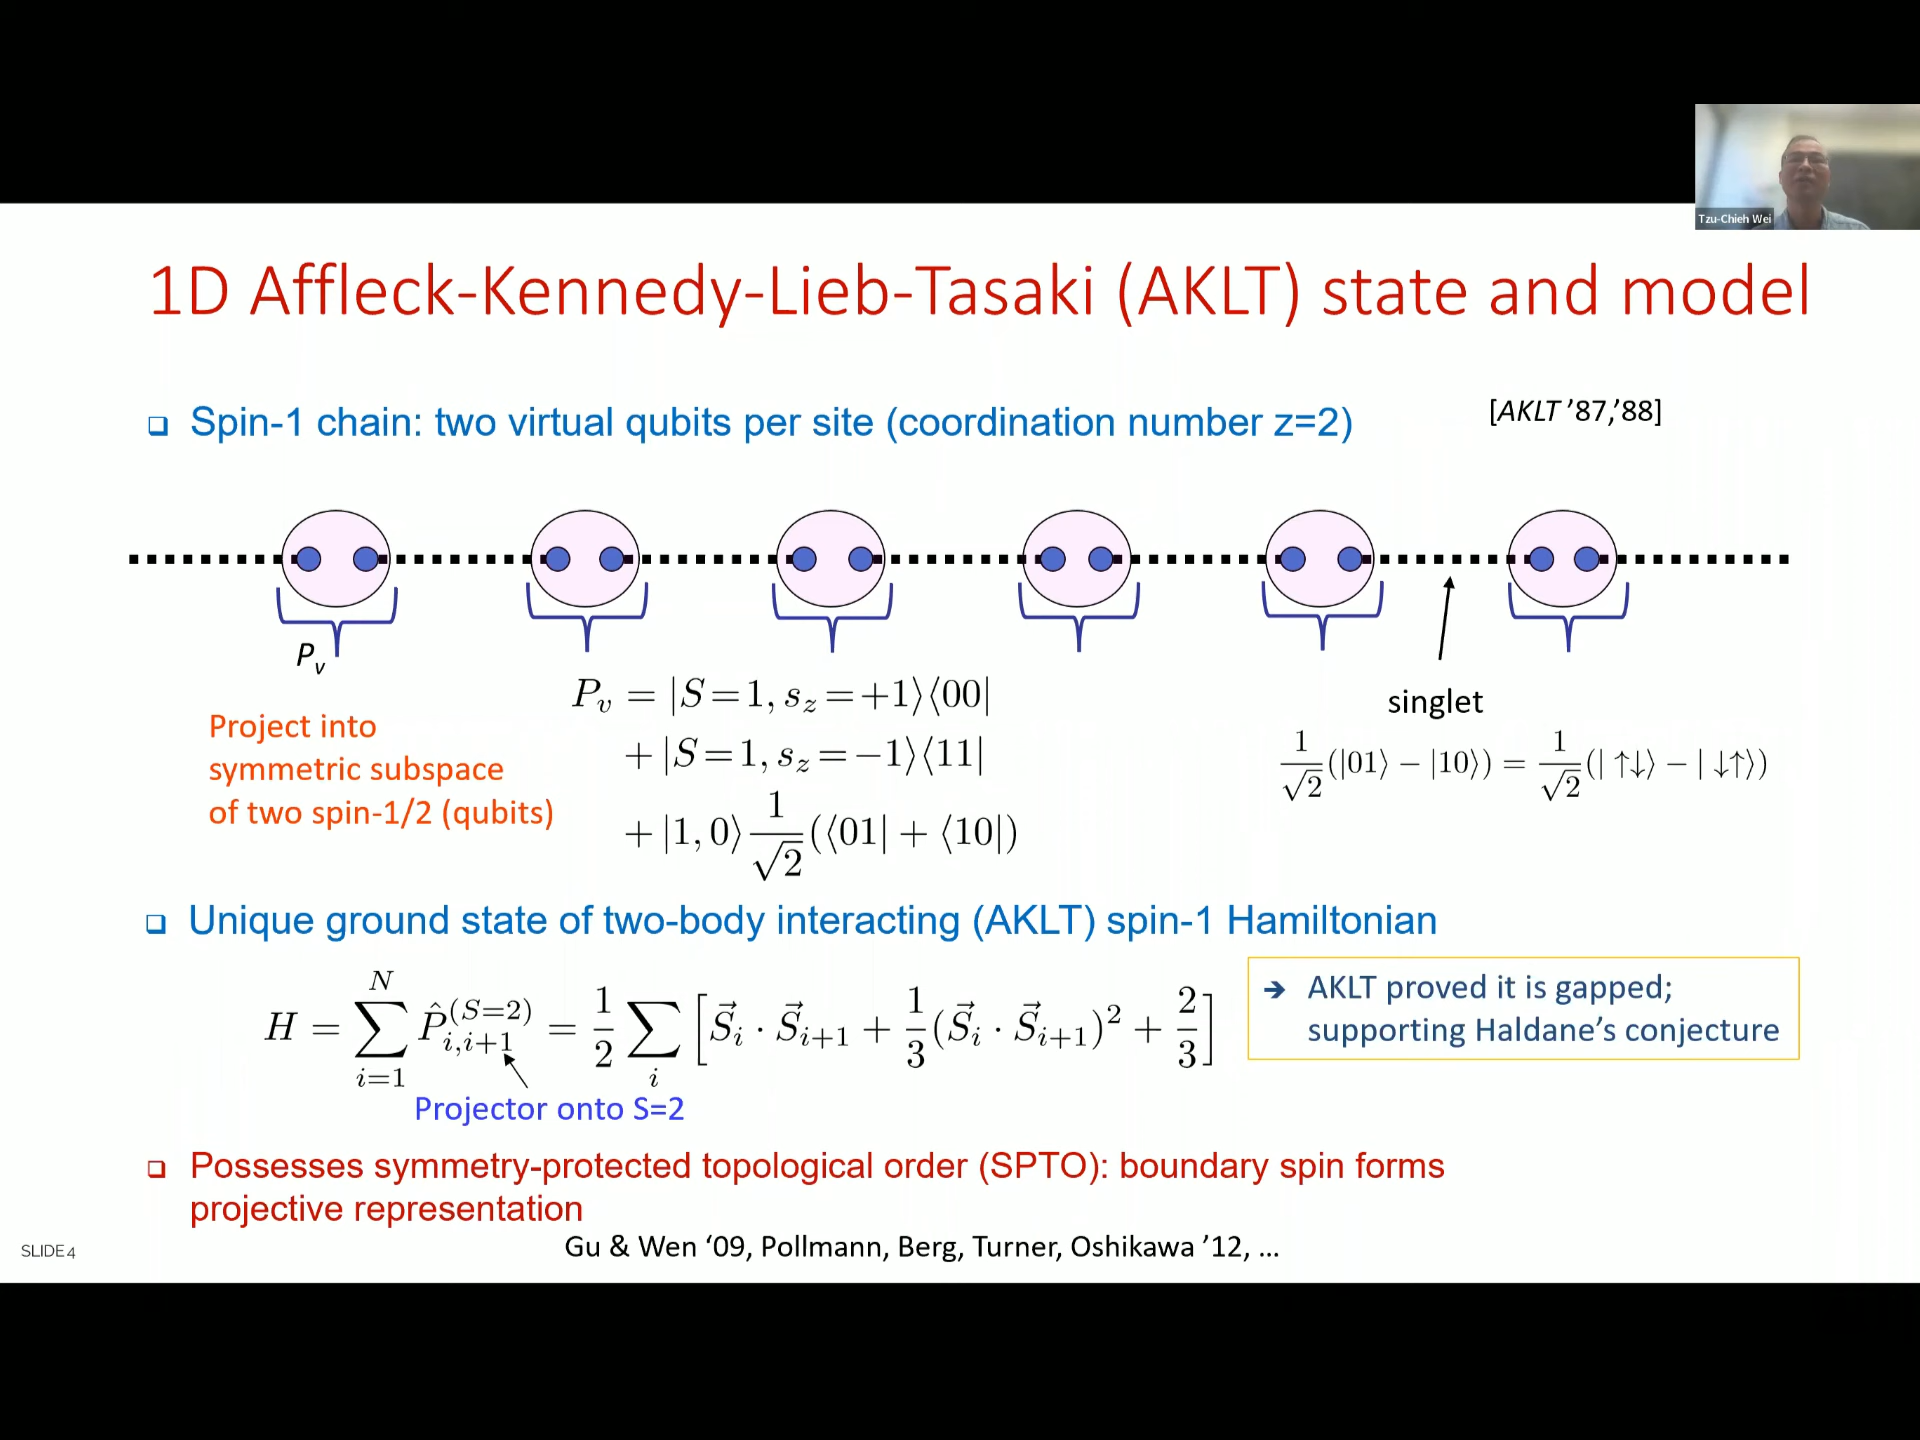 Tzu-Chieh Wei
1D Affleck-Kennedy-Lieb-Tasaki (AKLT) state and model
❑ Spin-1 chain: two virtual qubits per site (coordination number z=2)
[AKLT ’87,’88]
P_v
Project into
symmetric subspace
of two spin-1/2 (qubits)
P_v = |S=1, s_z=+1⟩⟨00|
+ |S=1, s_z=−1⟩⟨11|
+ |1,0⟩ 1/√2 (⟨01| + ⟨10|)
singlet
1/√2 (|01⟩ − |10⟩) = 1/√2 (| ↑↓⟩ − | ↓↑⟩)
❑ Unique ground state of two-body interacting (AKLT) spin-1 Hamiltonian
H = ∑_{i=1}^{N} P̂_{i,i+1}^{(S=2)} = 1/2 ∑_i [S⃗_i · S⃗_{i+1} + 1/3 (S⃗_i · S⃗_{i+1})² + 2/3]
➔ AKLT proved it is gapped;
supporting Haldane’s conjecture
Projector onto S=2
❑ Possesses symmetry-protected topological order (SPTO): boundary spin forms
projective representation
Gu & Wen ‘09, Pollmann, Berg, Turner, Oshikawa ’12, ...
SLIDE 4